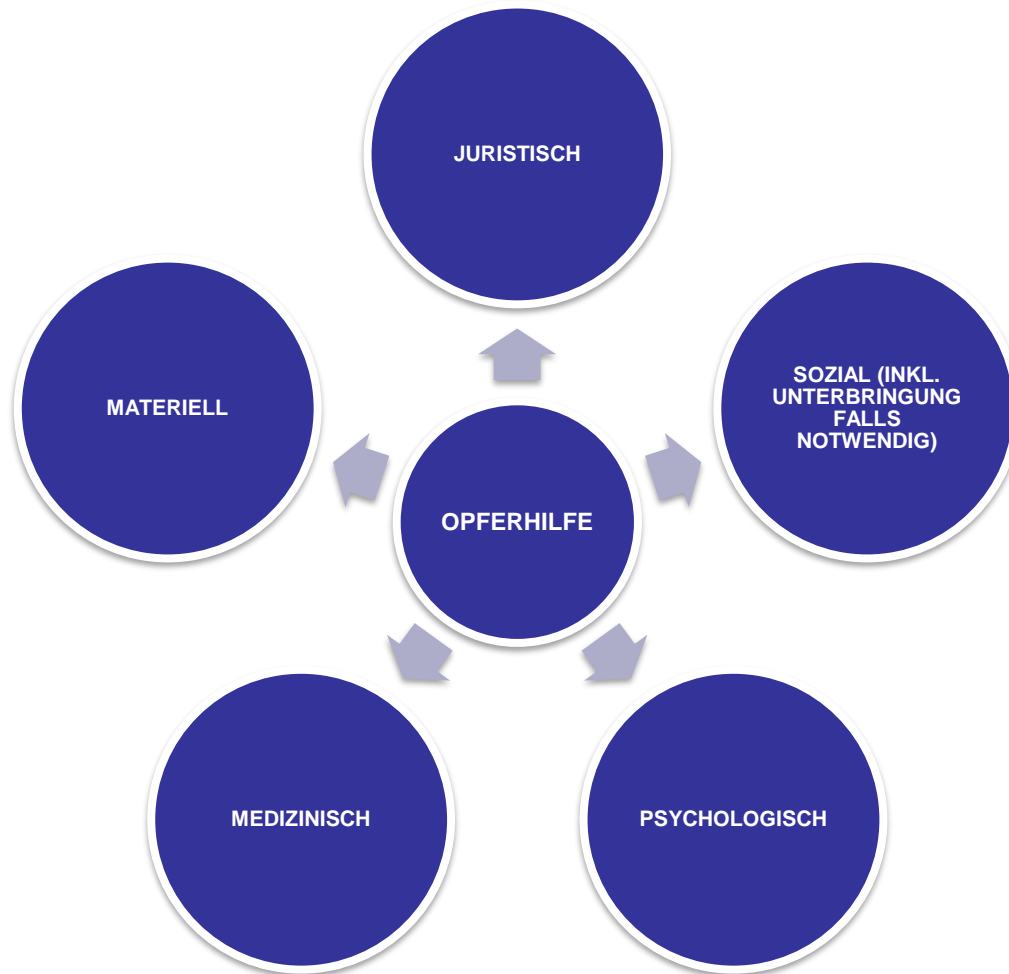 JURISTISCH
MATERIELL
SOZIAL (INKL.
UNTERBRINGUNG
FALLS
NOTWENDIG)
OPFERHILFE
MEDIZINISCH
PSYCHOLOGISCH